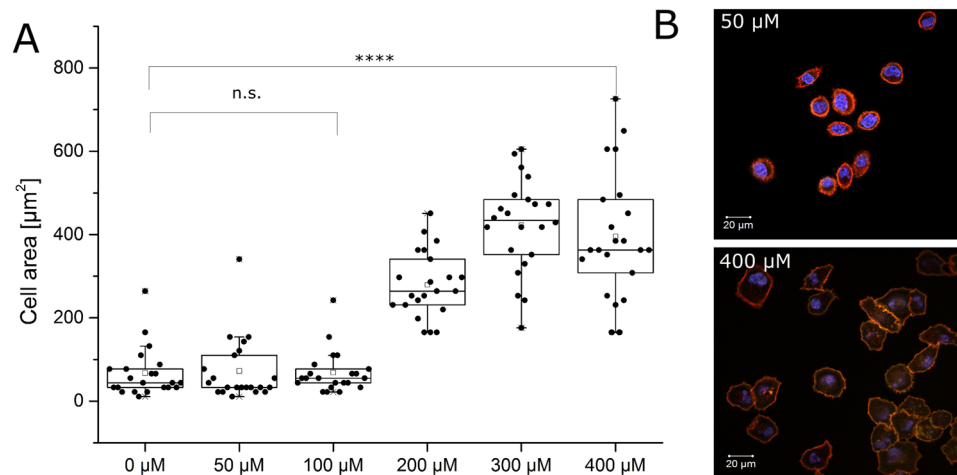 A
Cell area [µm²]
800
600
400
200
0
****
n.s.
0 µM
50 µM
100 µM
200 µM
300 µM
400 µM
B
50 µM
20 µm
400 µM
20 µm